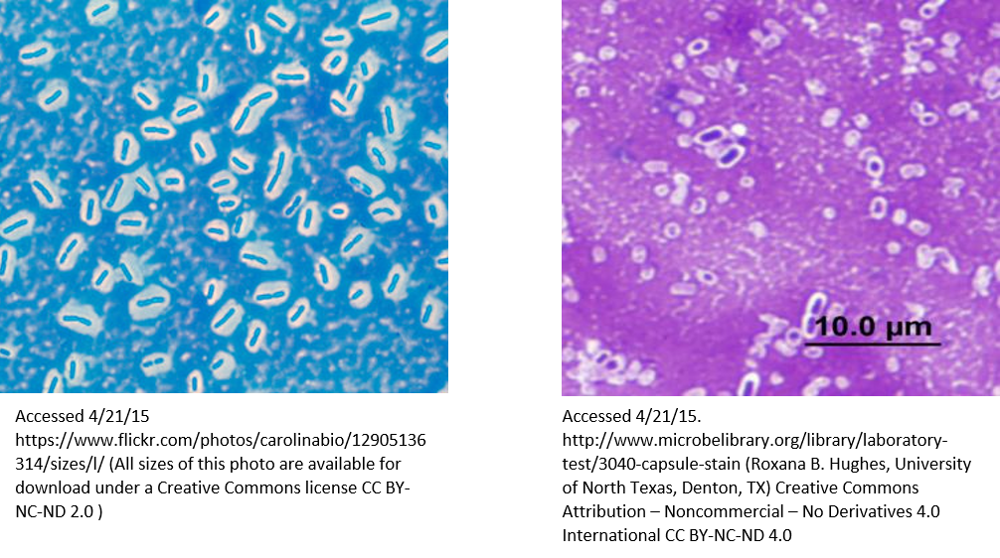 10.0 µm
Accessed 4/21/15
https://www.flickr.com/photos/carolinabio/12905136
314/sizes/l/ (All sizes of this photo are available for
download under a Creative Commons license CC BY-
NC-ND 2.0 )
Accessed 4/21/15.
http://www.microbelibrary.org/library/laboratory-
test/3040-capsule-stain (Roxana B. Hughes, University
of North Texas, Denton, TX) Creative Commons
Attribution – Noncommercial – No Derivatives 4.0
International CC BY-NC-ND 4.0